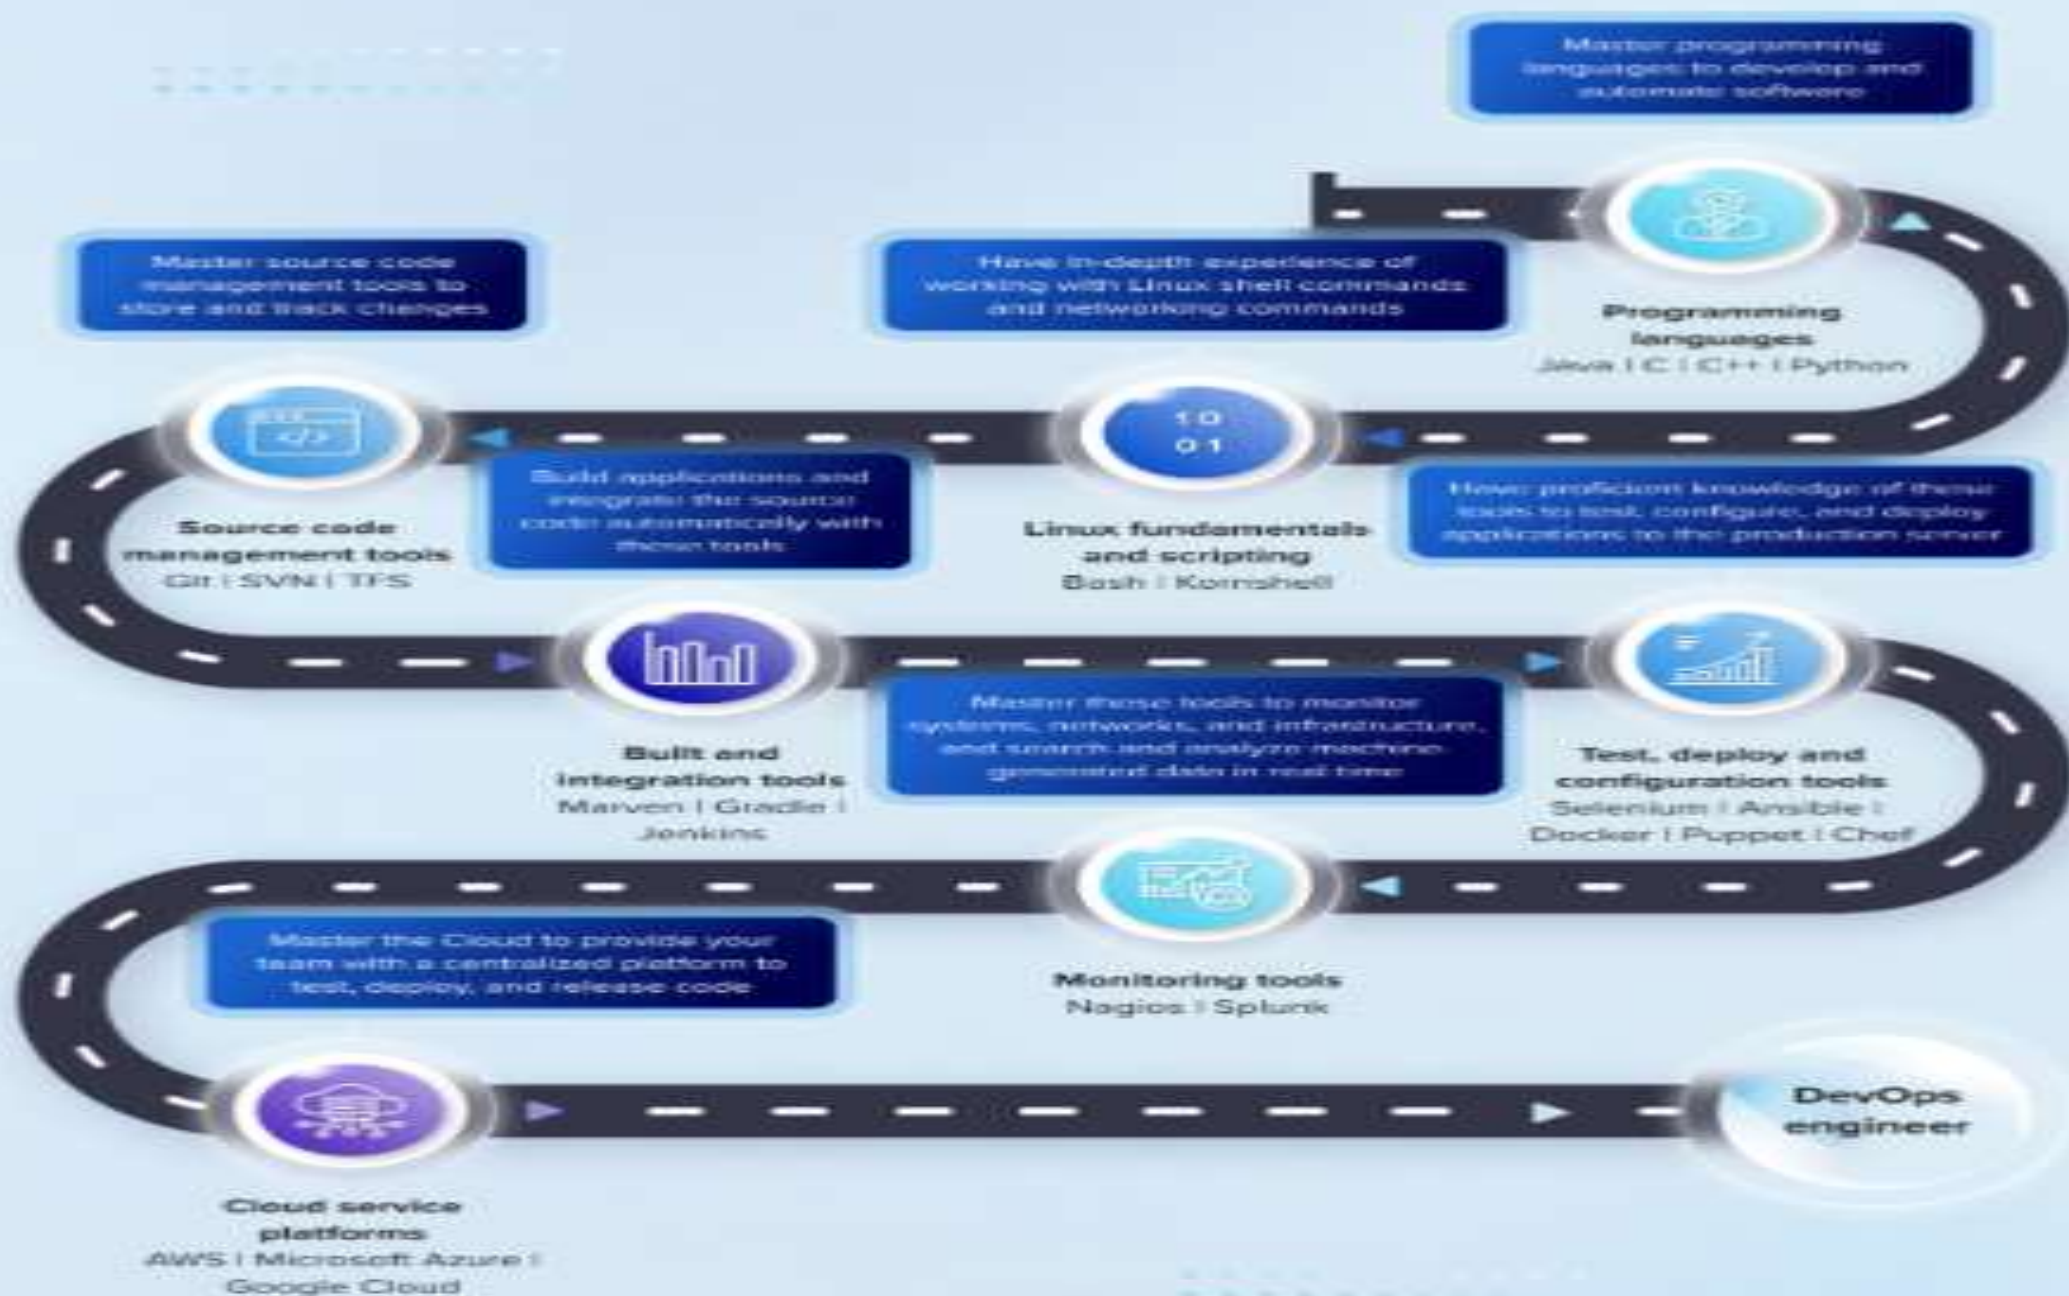 Master programming
languages to develop and
automate software
Programming
languages
Java | C | C++ | Python
Have in-depth experience of
working with Linux shell commands
and networking commands
Linux fundamentals
and scripting
Bash | Kornshell
Master source code
management tools to
store and track changes
Source code
management tools
Git | SVN | TFS
Build applications and
integrate the source
code automatically with
these tools
Built and
integration tools
Marven | Gradle |
Jenkins
Have proficient knowledge of these
tools to test, configure, and deploy
applications to the production server
Test, deploy and
configuration tools
Selenium | Ansible |
Docker | Puppet | Chef
Master these tools to monitor
systems, networks, and infrastructure,
and search and analyze machine-
generated data in real time
Monitoring tools
Nagios | Splunk
Master the Cloud to provide your
team with a centralized platform to
test, deploy, and release code
Cloud service
platforms
AWS | Microsoft Azure |
Google Cloud
DevOps
engineer
10
01